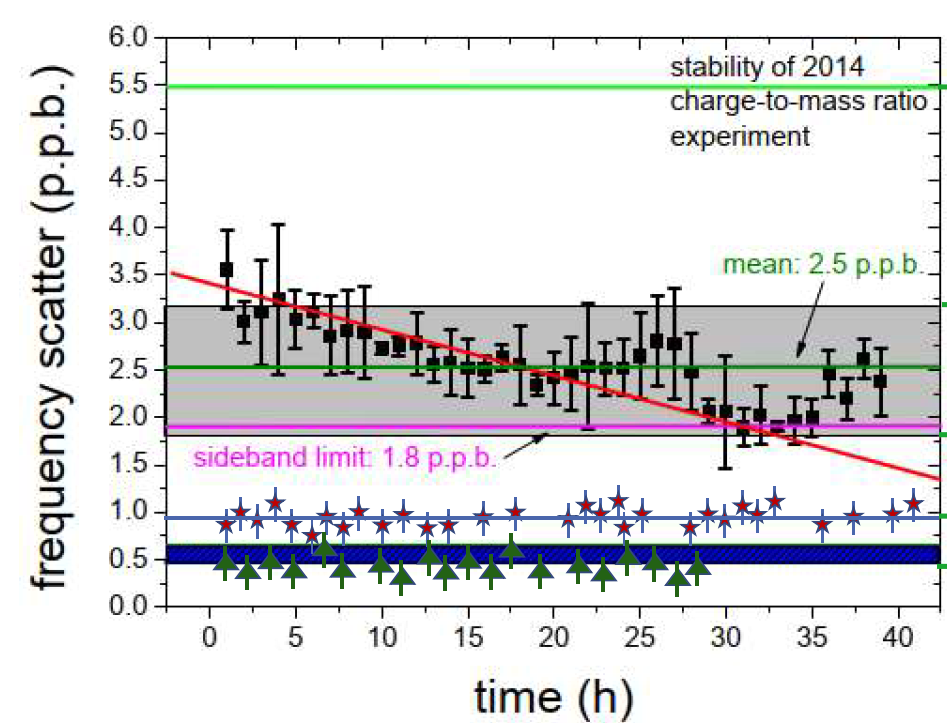 6.0
5.5
5.0
4.5
4.0
3.5
3.0
2.5
2.0
1.5
1.0
0.5
0.0
frequency scatter (p.p.b.)
stability of 2014
charge-to-mass ratio
experiment
mean: 2.5 p.p.b.
sideband limit: 1.8 p.p.b.
0 5 10 15 20 25 30 35 40
time (h)